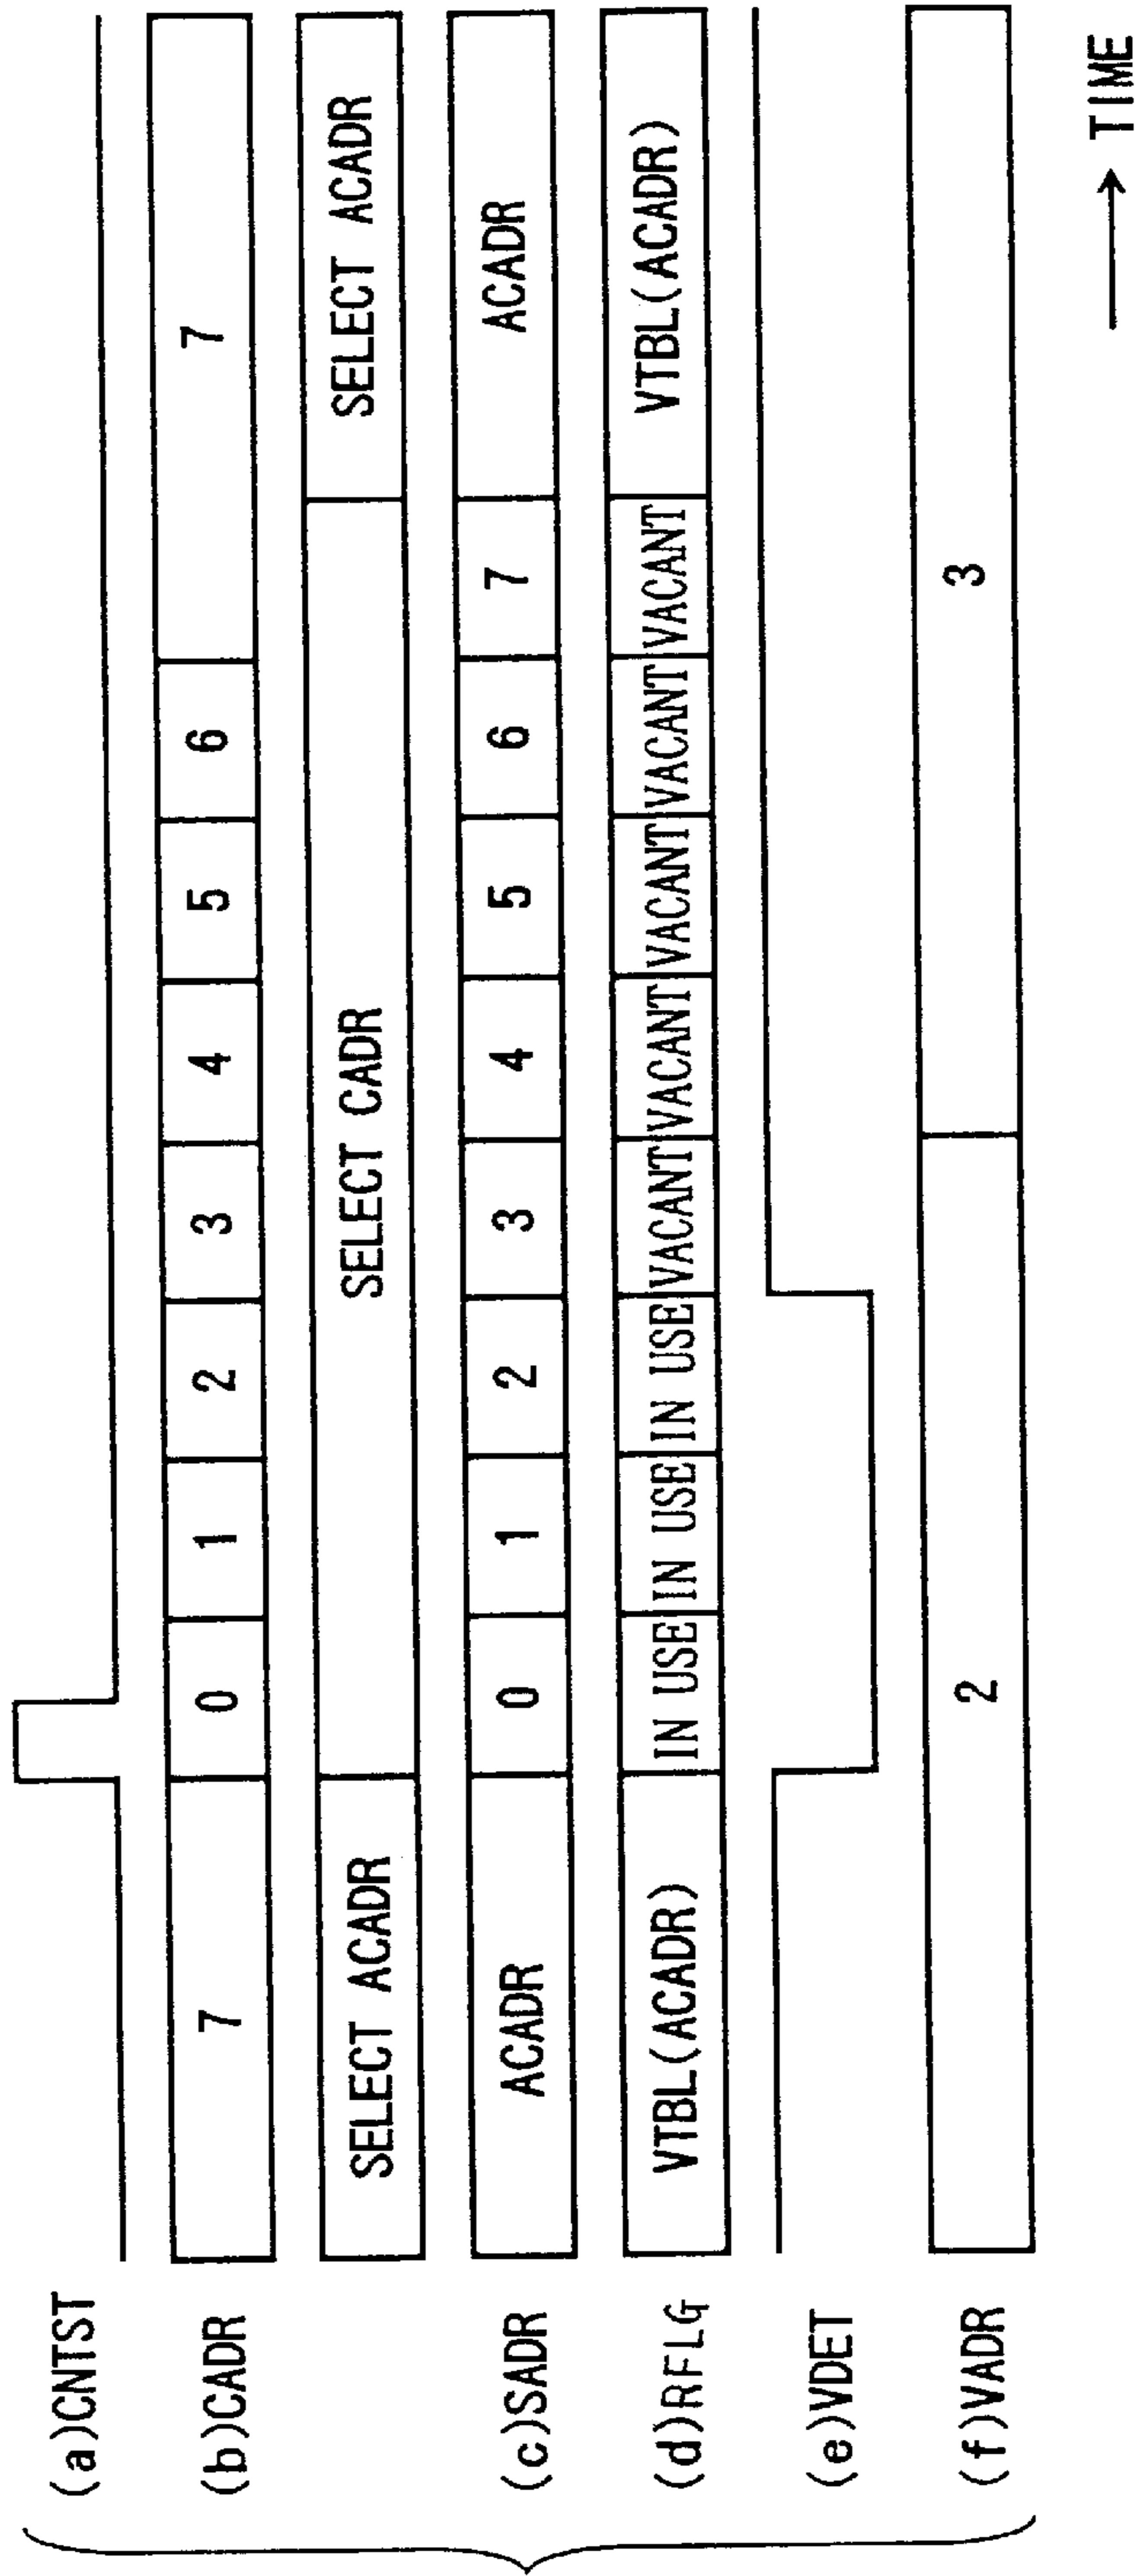 (a)CNTST
(b)CADR 7 0 1 2 3 4 5 6 7
SELECT ACADR SELECT CADR SELECT ACADR
(c)SADR ACADR 0 1 2 3 4 5 6 7 ACADR
(d)RFLG VTBL(ACADR) IN USE IN USE IN USE VACANT VACANT VACANT VACANT VACANT VTBL(ACADR)
(e)VDET
(f)VADR 2 3
→ TIME